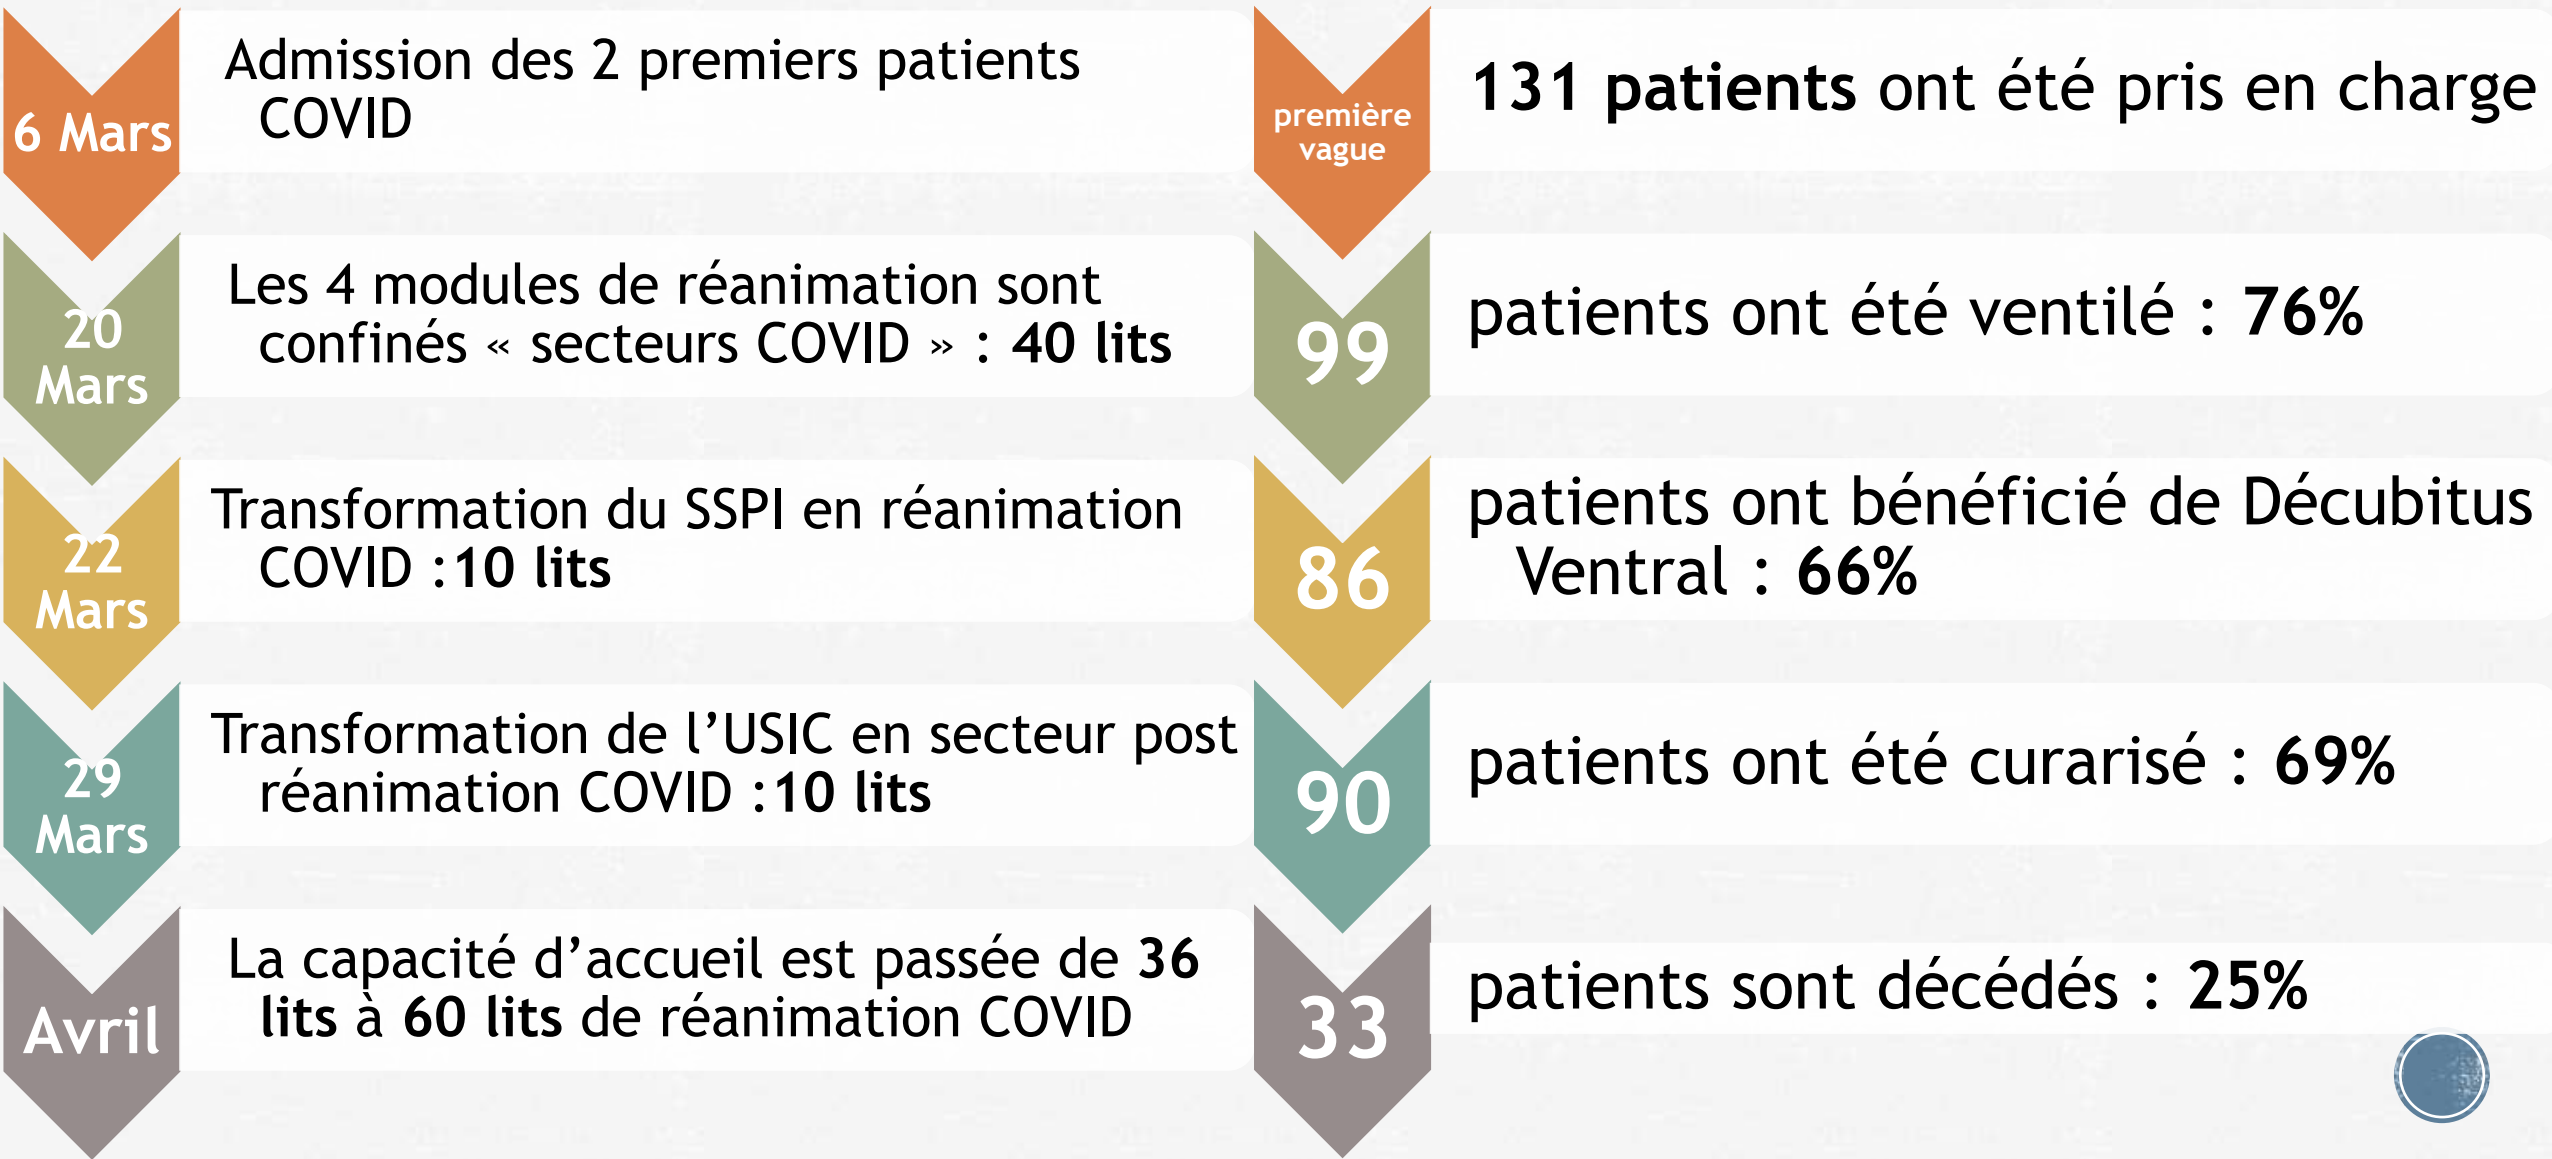 6 Mars
Admission des 2 premiers patients
COVID
20
Mars
Les 4 modules de réanimation sont
confinés « secteurs COVID » : 40 lits
22
Mars
Transformation du SSPI en réanimation
COVID :10 lits
29
Mars
Transformation de l’USIC en secteur post
réanimation COVID :10 lits
Avril
La capacité d’accueil est passée de 36
lits à 60 lits de réanimation COVID
première
vague
131 patients ont été pris en charge
99
patients ont été ventilé : 76%
86
patients ont bénéficié de Décubitus
Ventral : 66%
90
patients ont été curarisé : 69%
33
patients sont décédés : 25%